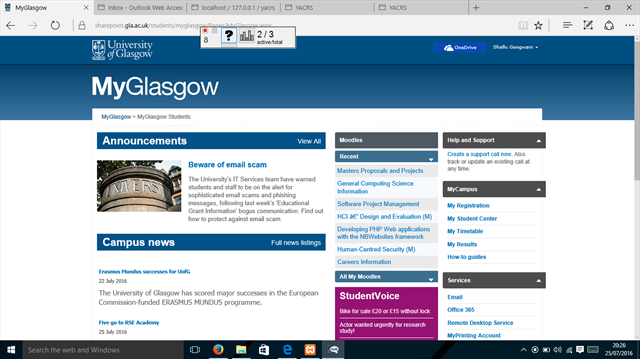 MyGlasgow
Inbox - Outlook Web Access
localhost / 127.0.0.1 / yacrs
YACRS
YACRS
sharepoint.gla.ac.uk/students/myglasgow/Pages/MyGlasgow.aspx
8
?
2 / 3
active/total
University
of Glasgow
OneDrive
Shallu Gangwani
MyGlasgow
MyGlasgow > MyGlasgow Students
Announcements
View All
UNIVERS
Beware of email scam
The University's IT Services team have warned
students and staff to be on the alert for
sophisticated email scams and phishing
messages, following last week's 'Educational
Grant Information' bogus communication. Find out
how to protect against email scam.
Campus news
Full news listings
Erasmus Mundus successes for UofG
22 July 2016
The University of Glasgow has scored major successes in the European
Commission-funded ERASMUS MUNDUS programme.
Five go to RSE Academy
25 July 2016
Moodles
Recent
Masters Proposals and Projects
General Computing Science
Information
Software Project Management
HCI â€" Design and Evaluation (M)
Developing PHP Web applications
with the NBWebsites framework
Human-Centred Security (M)
Careers Information
All My Moodles
StudentVoice
Bike for sale £20 or £15 without lock
Actor wanted urgently for
research study!
Help and Support
Create a support call now. Also
track or update an existing call at
any time.
MyCampus
My Registration
My Student Center
My Timetable
My Results
How-to guides
Services
Email
Office 365
Remote Desktop Service
MyPrinting Account
Search the web and Windows
20:26
25/07/2016